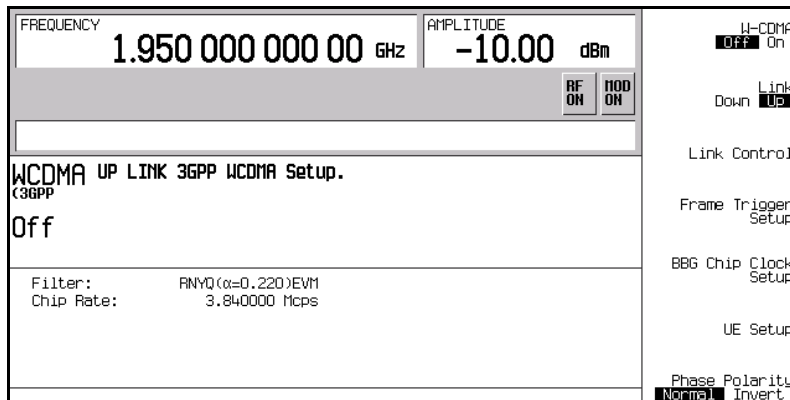 FREQUENCY
1.950 000 000 00 GHz
AMPLITUDE
-10.00 dBm
RF ON
MOD ON
WCDMA UP LINK 3GPP WCDMA Setup.
(3GPP
Off
Filter: RNYQ(α=0.220)EVM
Chip Rate: 3.840000 Mcps
W-CDMA
Off On
Link
Down Up
Link Control
Frame Trigger
Setup
BBG Chip Clock
Setup
UE Setup
Phase Polarity
Normal Invert